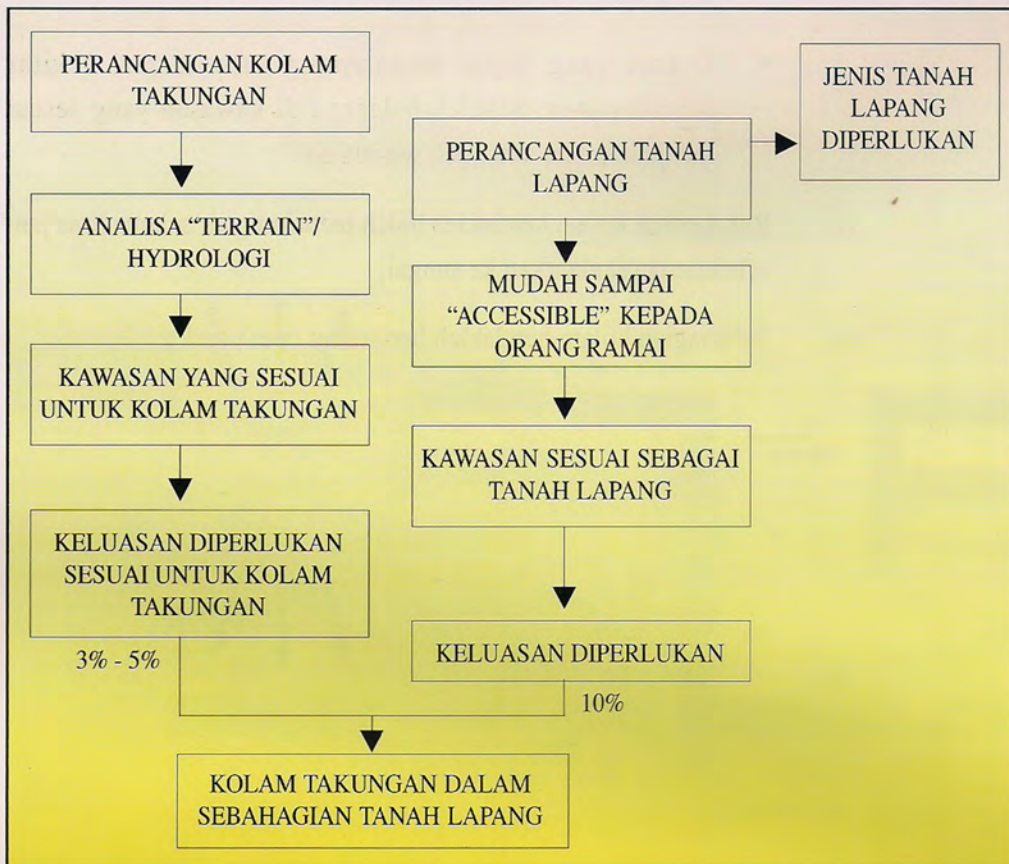 PERANCANGAN KOLAM
TAKUNGAN
ANALISA “TERRAIN”/
HYDROLOGI
KAWASAN YANG SESUAI
UNTUK KOLAM TAKUNGAN
KELUASAN DIPERLUKAN
SESUAI UNTUK KOLAM
TAKUNGAN
3% - 5%
PERANCANGAN TANAH
LAPANG
JENIS TANAH
LAPANG
DIPERLUKAN
MUDAH SAMPAI
“ACCESSIBLE” KEPADA
ORANG RAMAI
KAWASAN SESUAI SEBAGAI
TANAH LAPANG
KELUASAN DIPERLUKAN
10%
KOLAM TAKUNGAN DALAM
SEBAHAGIAN TANAH LAPANG